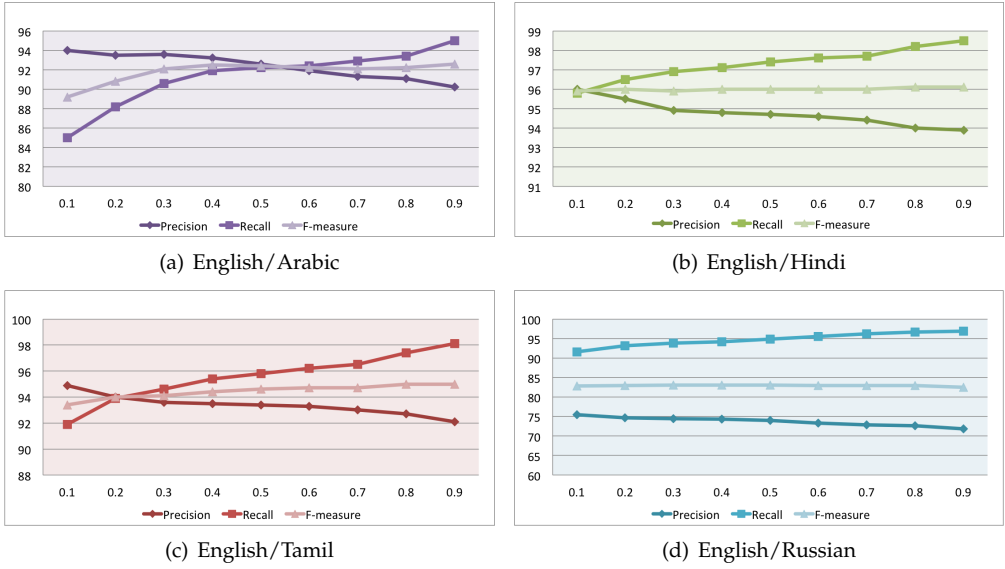 96
94
92
90
88
86
84
82
80
0.1 0.2 0.3 0.4 0.5 0.6 0.7 0.8 0.9
Precision Recall F-measure
(a) English/Arabic
99
98
97
96
95
94
93
92
91
0.1 0.2 0.3 0.4 0.5 0.6 0.7 0.8 0.9
Precision Recall F-measure
(b) English/Hindi
100
98
96
94
92
90
88
0.1 0.2 0.3 0.4 0.5 0.6 0.7 0.8 0.9
Precision Recall F-measure
(c) English/Tamil
100
95
90
85
80
75
70
65
60
0.1 0.2 0.3 0.4 0.5 0.6 0.7 0.8 0.9
Precision Recall F-measure
(d) English/Russian